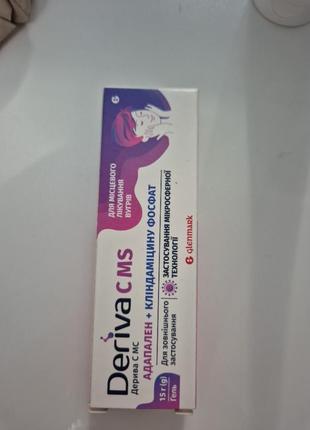 ДЛЯ МІСЦЕВОГО
ЛІКУВАННЯ
ВУГРІВ
Deriva C MS
Дерива С МС
АДАПАЛЕН + КЛІНДАМІЦИНУ ФОСФАТ
ЗАСТОСУВАННЯ МІКРОСФЕРНОЇ
ТЕХНОЛОГІЇ
Для зовнішнього
застосування
15 г (g)
Гель
glenmark